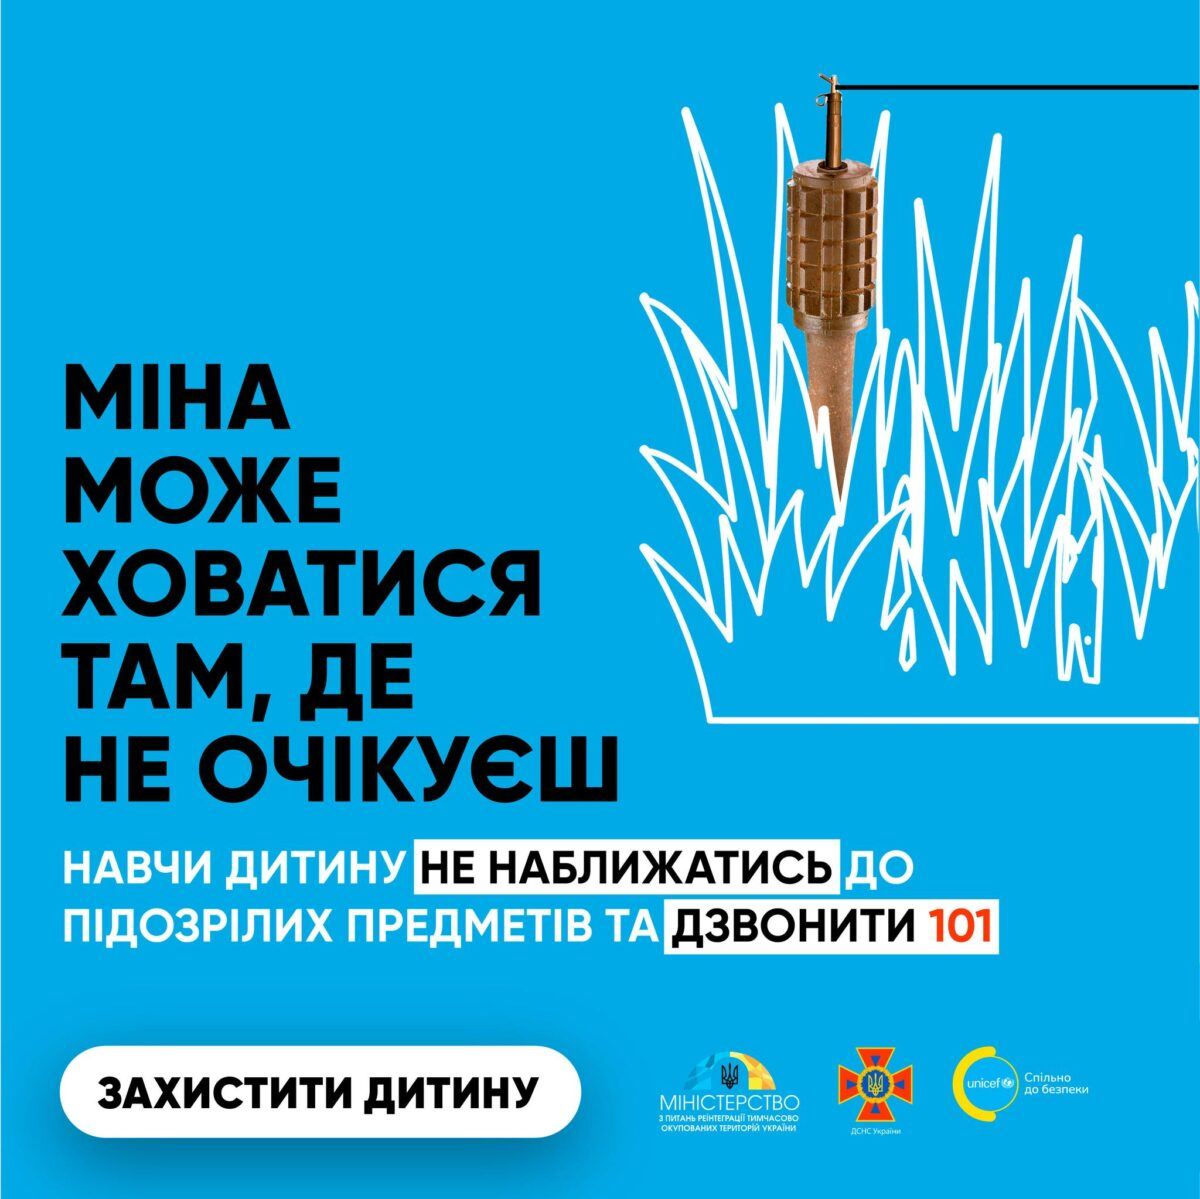 МІНА
МОЖЕ
ХОВАТИСЯ
ТАМ, ДЕ
НЕ ОЧІКУЄШ
НАВЧИ ДИТИНУ НЕ НАБЛИЖАТИСЬ ДО
ПІДОЗРІЛИХ ПРЕДМЕТІВ ТА ДЗВОНИТИ 101
ЗАХИСТИТИ ДИТИНУ
МІНІСТЕРСТВО
З ПИТАНЬ РЕІНТЕГРАЦІЇ ТИМЧАСОВО
ОКУПОВАНИХ ТЕРИТОРІЙ УКРАЇНИ
ДСНС України
unicef
Спільно
до безпеки